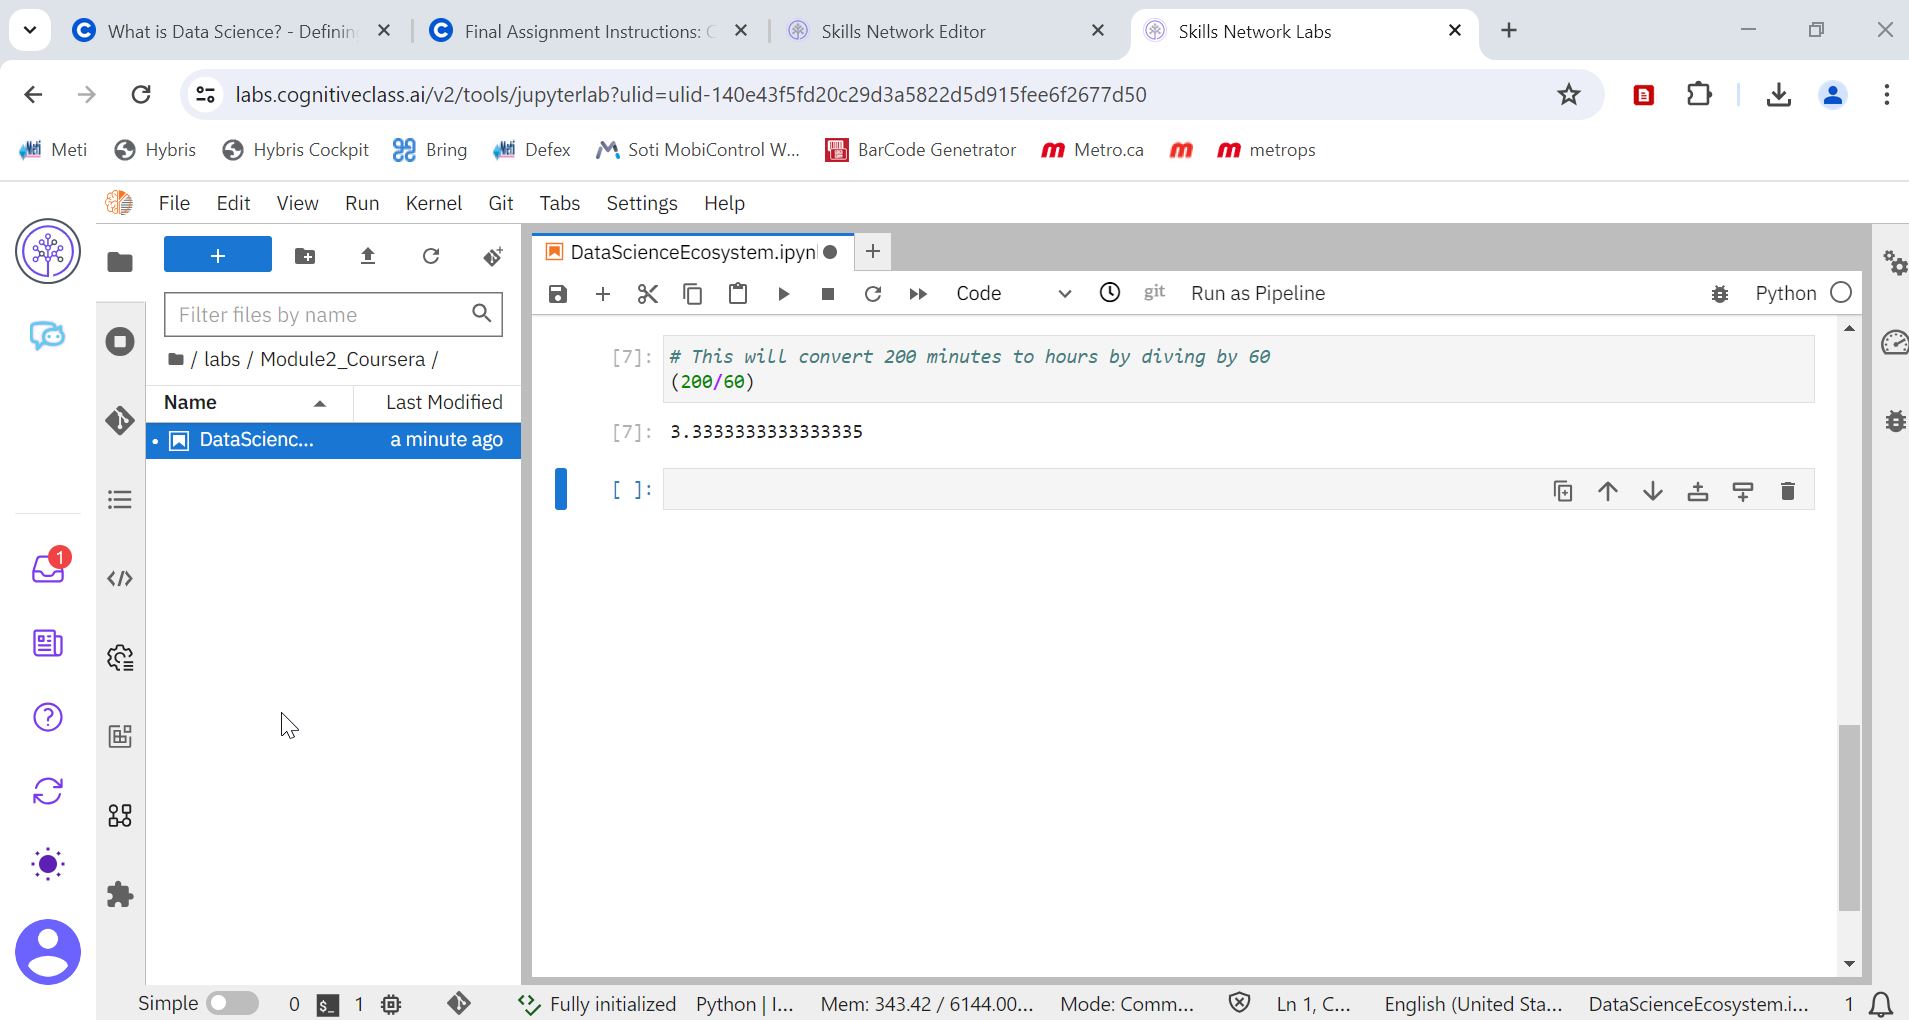 What is Data Science? - Defining
Final Assignment Instructions: C
Skills Network Editor
Skills Network Labs
labs.cognitiveclass.ai/v2/tools/jupyterlab?ulid=ulid-140e43f5fd20c29d3a5822d5d915fee6f2677d50
Meti
Hybris
Hybris Cockpit
Bring
Defex
Soti MobiControl W...
BarCode Genetrator
Metro.ca
metrops
File Edit View Run Kernel Git Tabs Settings Help
Filter files by name
/ labs / Module2_Coursera /
Name Last Modified
DataScienc... a minute ago
DataScienceEcosystem.ipyn
Code
git
Run as Pipeline
Python
[7]: # This will convert 200 minutes to hours by diving by 60
(200/60)
[7]: 3.3333333333333335
[ ]:
1
Simple 0 $_ 1 Fully initialized Python | I... Mem: 343.42 / 6144.00... Mode: Comm... Ln 1, C... English (United Sta... DataScienceEcosystem.i... 1